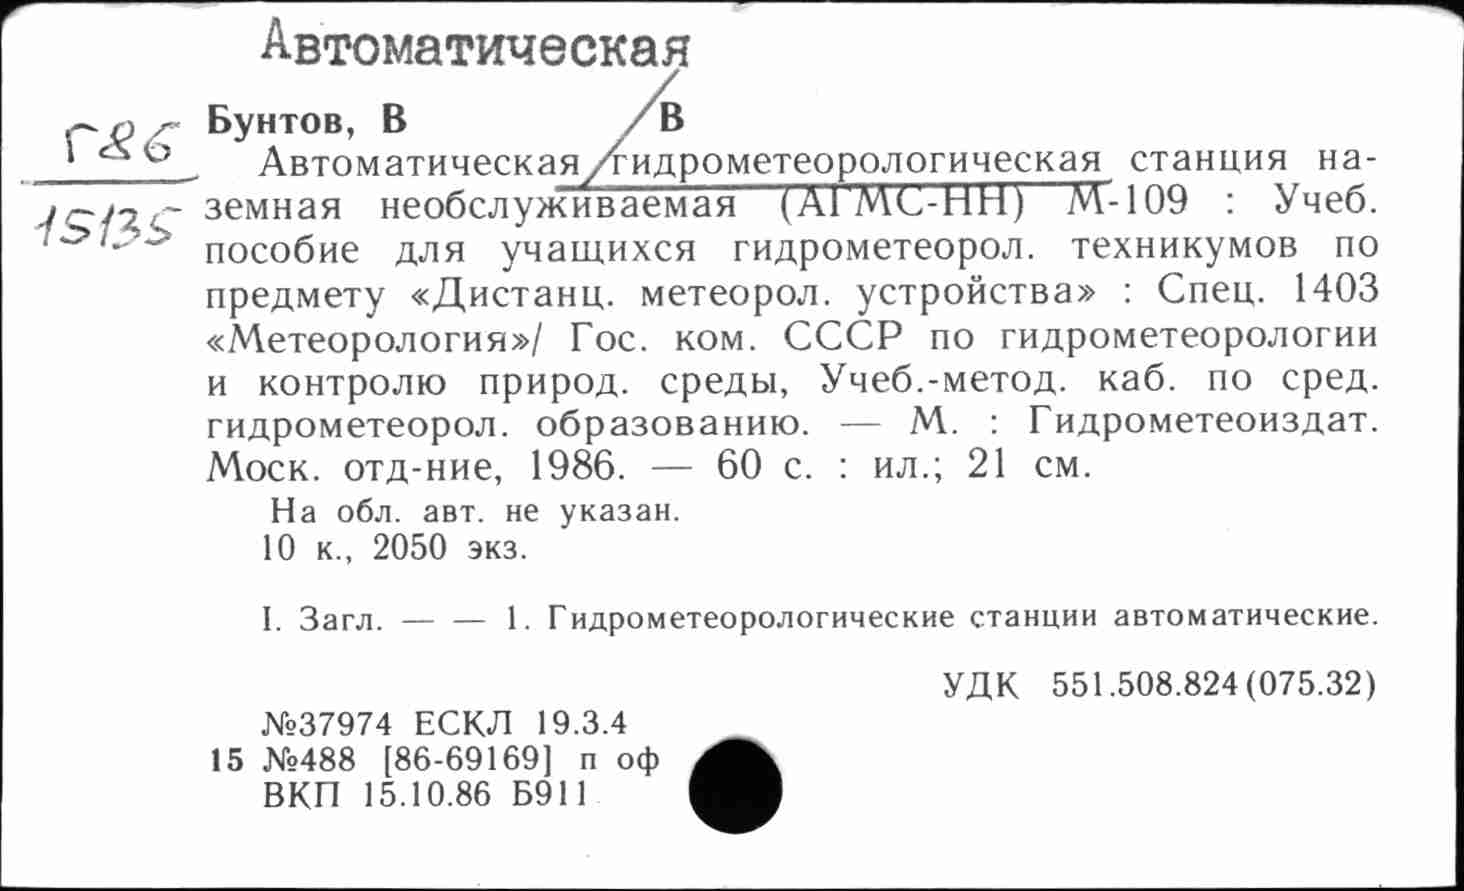 Автоматическая
Бунтов, В В
Г86
15135
Автоматическая гидрометеорологическая станция на-
земная необслуживаемая (АГМС-НН) М-109 : Учеб.
пособие для учащихся гидрометеорол. техникумов по
предмету «Дистанц. метеорол. устройства» : Спец. 1403
«Метеорология»/ Гос. ком. СССР по гидрометеорологии
и контролю природ. среды, Учеб.-метод. каб. по сред.
гидрометеорол. образованию. — М. : Гидрометеоиздат.
Моск. отд-ние, 1986. — 60 с. : ил.; 21 см.
На обл. авт. не указан.
10 к., 2050 экз.
I. Загл. — — 1. Гидрометеорологические станции автоматические.
УДК 551.508.824(075.32)
№37974 ЕСКЛ 19.3.4
15 №488 [86-69169] п оф
ВКП 15.10.86 Б911